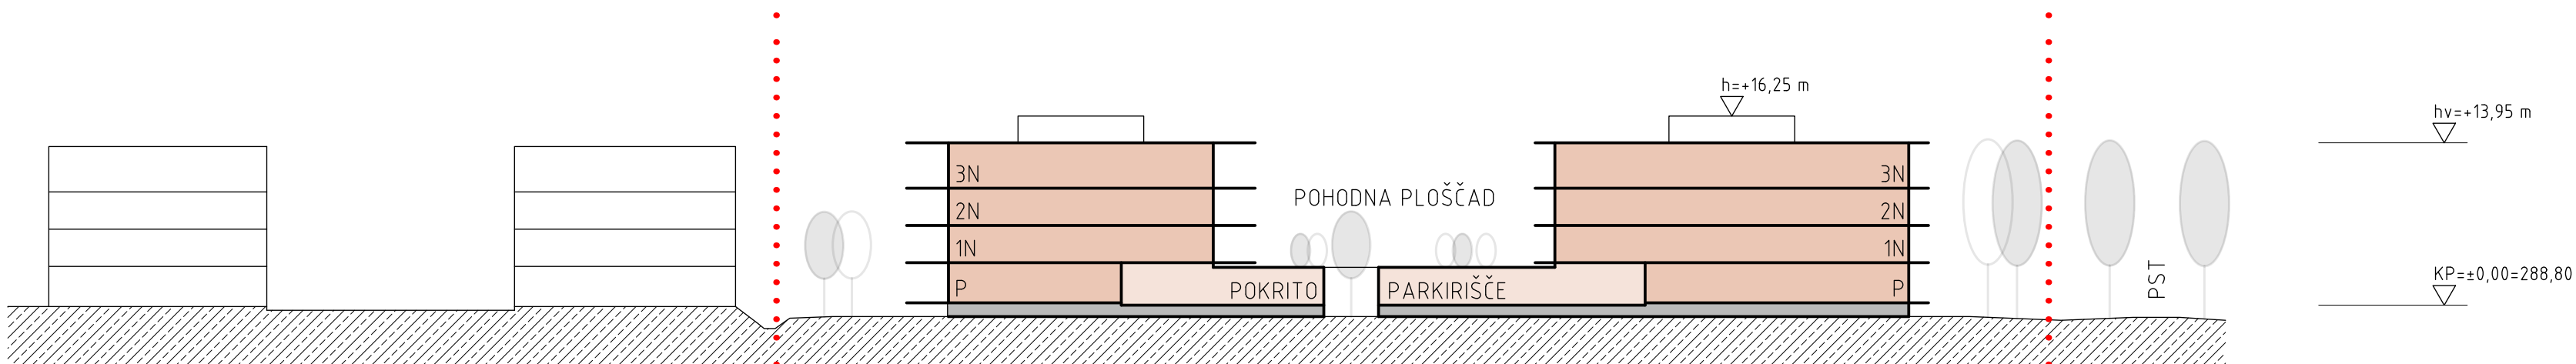 h=+16,25 m
hv=+13,95 m
3N
3N
POHODNA PLOŠČAD
2N
2N
1N
1N
P
POKRITO
PARKIRIŠČE
P
PST
KP=±0,00=288,80